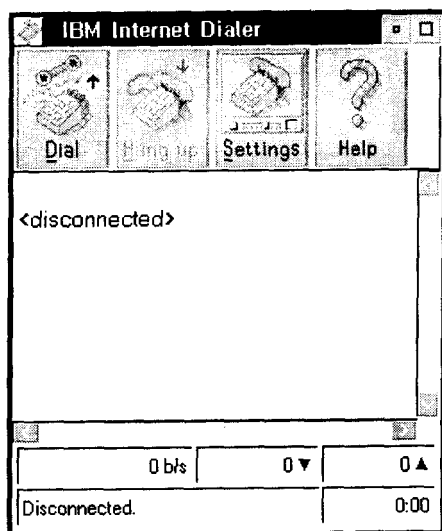 IBM Internet Dialer
Dial Hang up Settings Help
<disconnected>
0 b/s 0 ▼ 0 ▲
Disconnected. 0:00